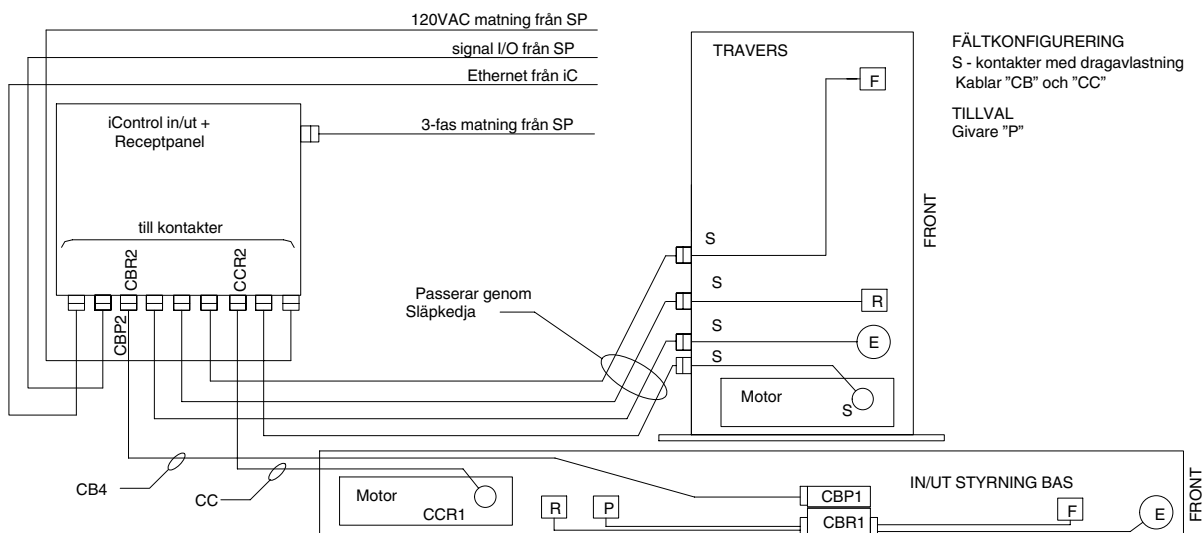 120VAC matning från SP
signal I/O från SP
Ethernet från iC
iControl in/ut +
Receptpanel
3-fas matning från SP
till kontakter
CBR2
CCR2
CBP2
Passerar genom
Släpkedja
TRAVERS
F
S
S
R
S
E
S
Motor
S
FRONT
FÄLTKONFIGURERING
S - kontakter med dragavlastning
Kablar "CB" och "CC"
TILLVAL
Givare "P"
CB4
CC
Motor
CCR1
R
P
CBP1
CBR1
IN/UT STYRNING BAS
F
E
FRONT